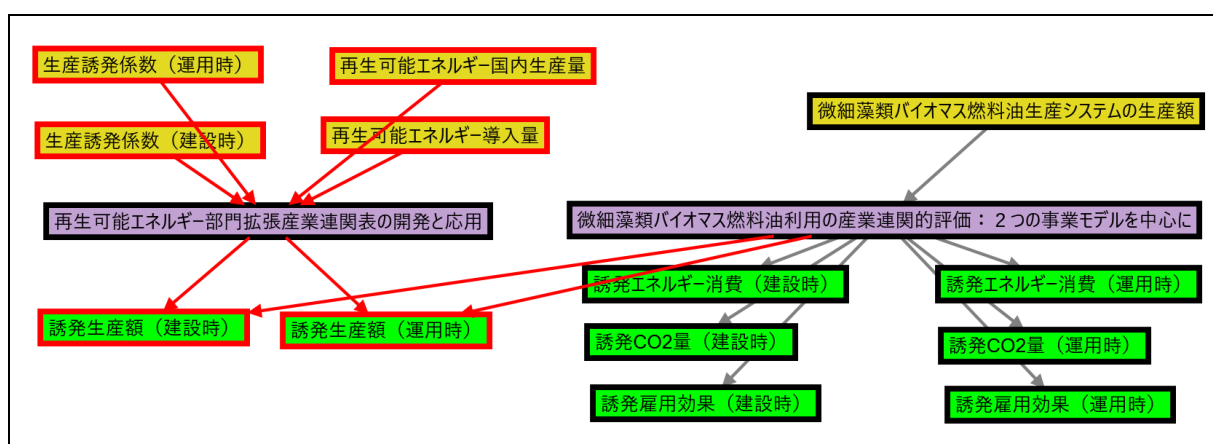 生産誘発係数（運用時）
再生可能エネルギー国内生産量
微細藻類バイオマス燃料油生産システムの生産額
生産誘発係数（建設時）
再生可能エネルギー導入量
再生可能エネルギー部門拡張産業連関表の開発と応用
微細藻類バイオマス燃料油利用の産業連関的評価：２つの事業モデルを中心に
誘発エネルギー消費（建設時）
誘発エネルギー消費（運用時）
誘発生産額（建設時）
誘発生産額（運用時）
誘発CO2量（建設時）
誘発CO2量（運用時）
誘発雇用効果（建設時）
誘発雇用効果（運用時）